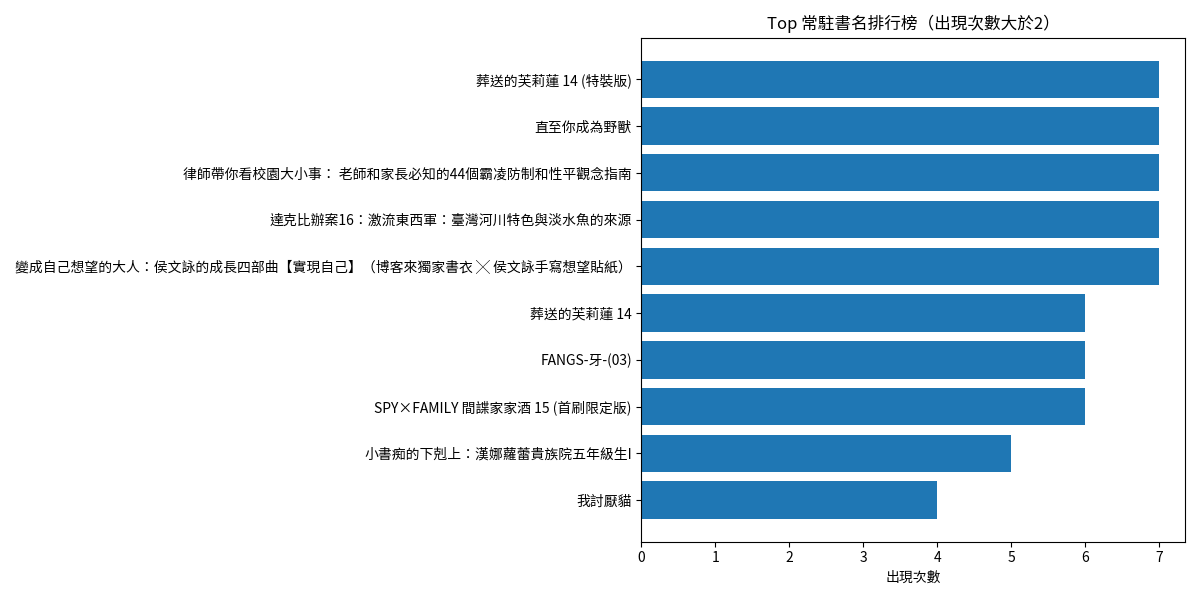 Top 常駐書名排行榜（出現次數大於2）
葬送的芙莉蓮 14 (特裝版)
直至你成為野獸
律師帶你看校園大小事： 老師和家長必知的44個霸凌防制和性平觀念指南
達克比辦案16：激流東西軍：臺灣河川特色與淡水魚的來源
變成自己想望的大人：侯文詠的成長四部曲【實現自己】（博客來獨家書衣 ╳ 侯文詠手寫想望貼紙）
葬送的芙莉蓮 14
FANGS-牙-(03)
SPY×FAMILY 間諜家家酒 15 (首刷限定版)
小書痴的下剋上：漢娜蘿蕾貴族院五年級生I
我討厭貓
0 1 2 3 4 5 6 7
出現次數